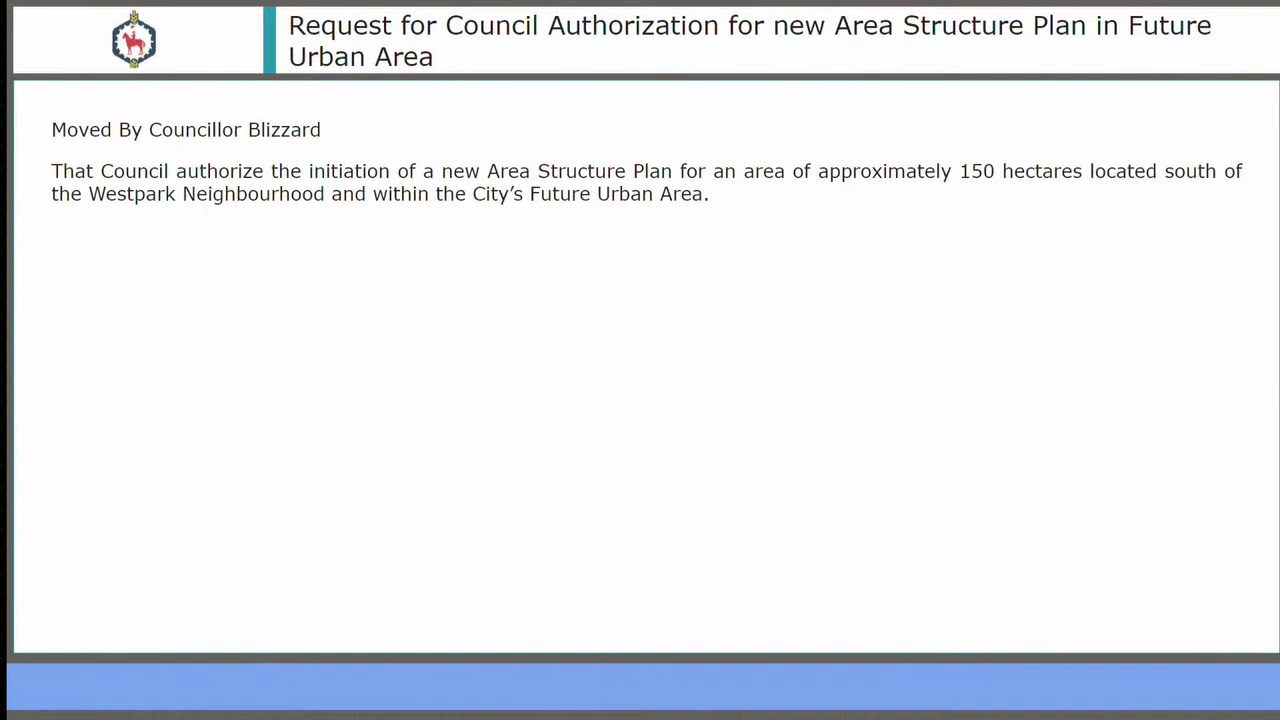 Request for Council Authorization for new Area Structure Plan in Future
Urban Area
Moved By Councillor Blizzard
That Council authorize the initiation of a new Area Structure Plan for an area of approximately 150 hectares located south of
the Westpark Neighbourhood and within the City’s Future Urban Area.